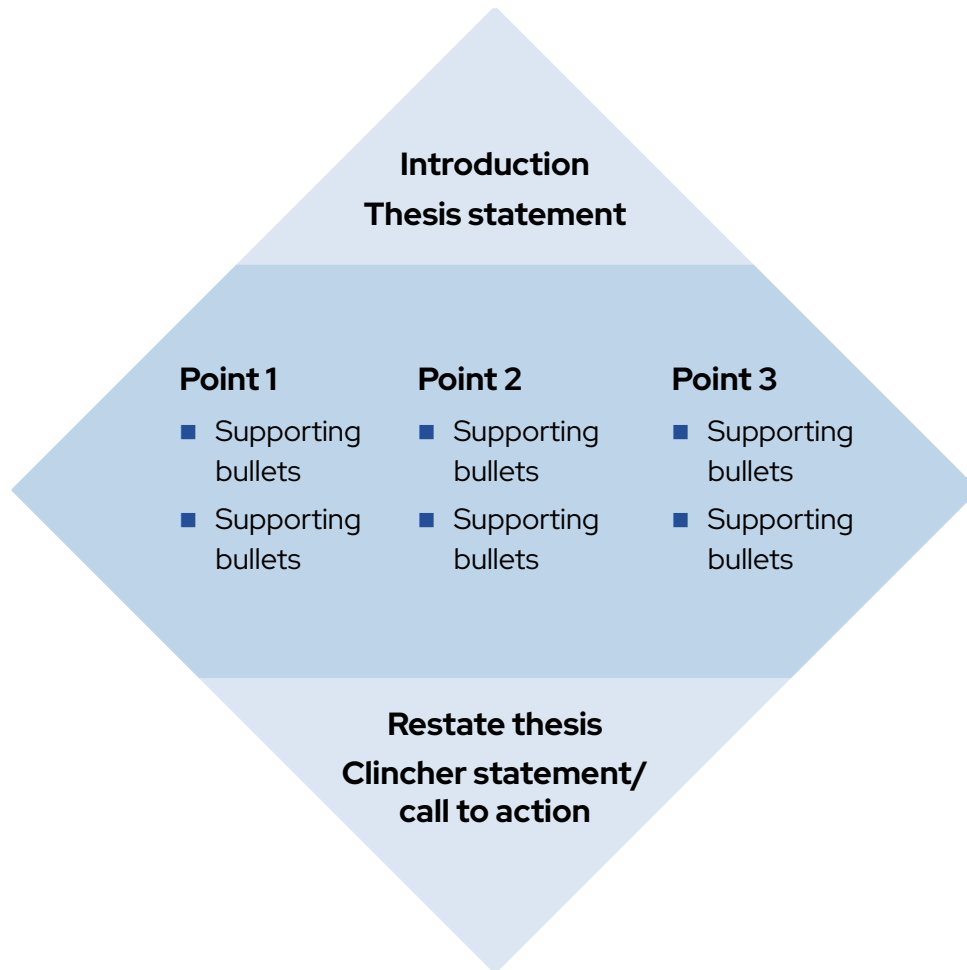 Introduction
Thesis statement
Point 1
■ Supporting
bullets
■ Supporting
bullets
Point 2
■ Supporting
bullets
■ Supporting
bullets
Point 3
■ Supporting
bullets
■ Supporting
bullets
Restate thesis
Clincher statement/
call to action